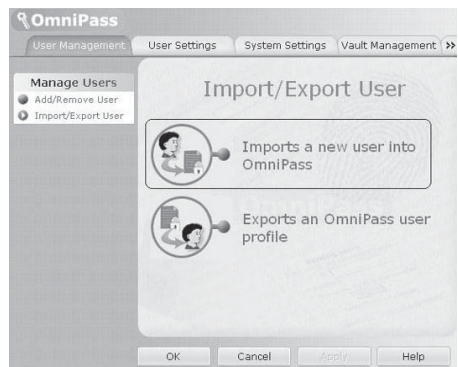 OmniPass
User Management User Settings System Settings Vault Management »
Manage Users
Add/Remove User
Import/Export User
Import/Export User
Imports a new user into
OmniPass
Exports an OmniPass user
profile
OK Cancel Apply Help